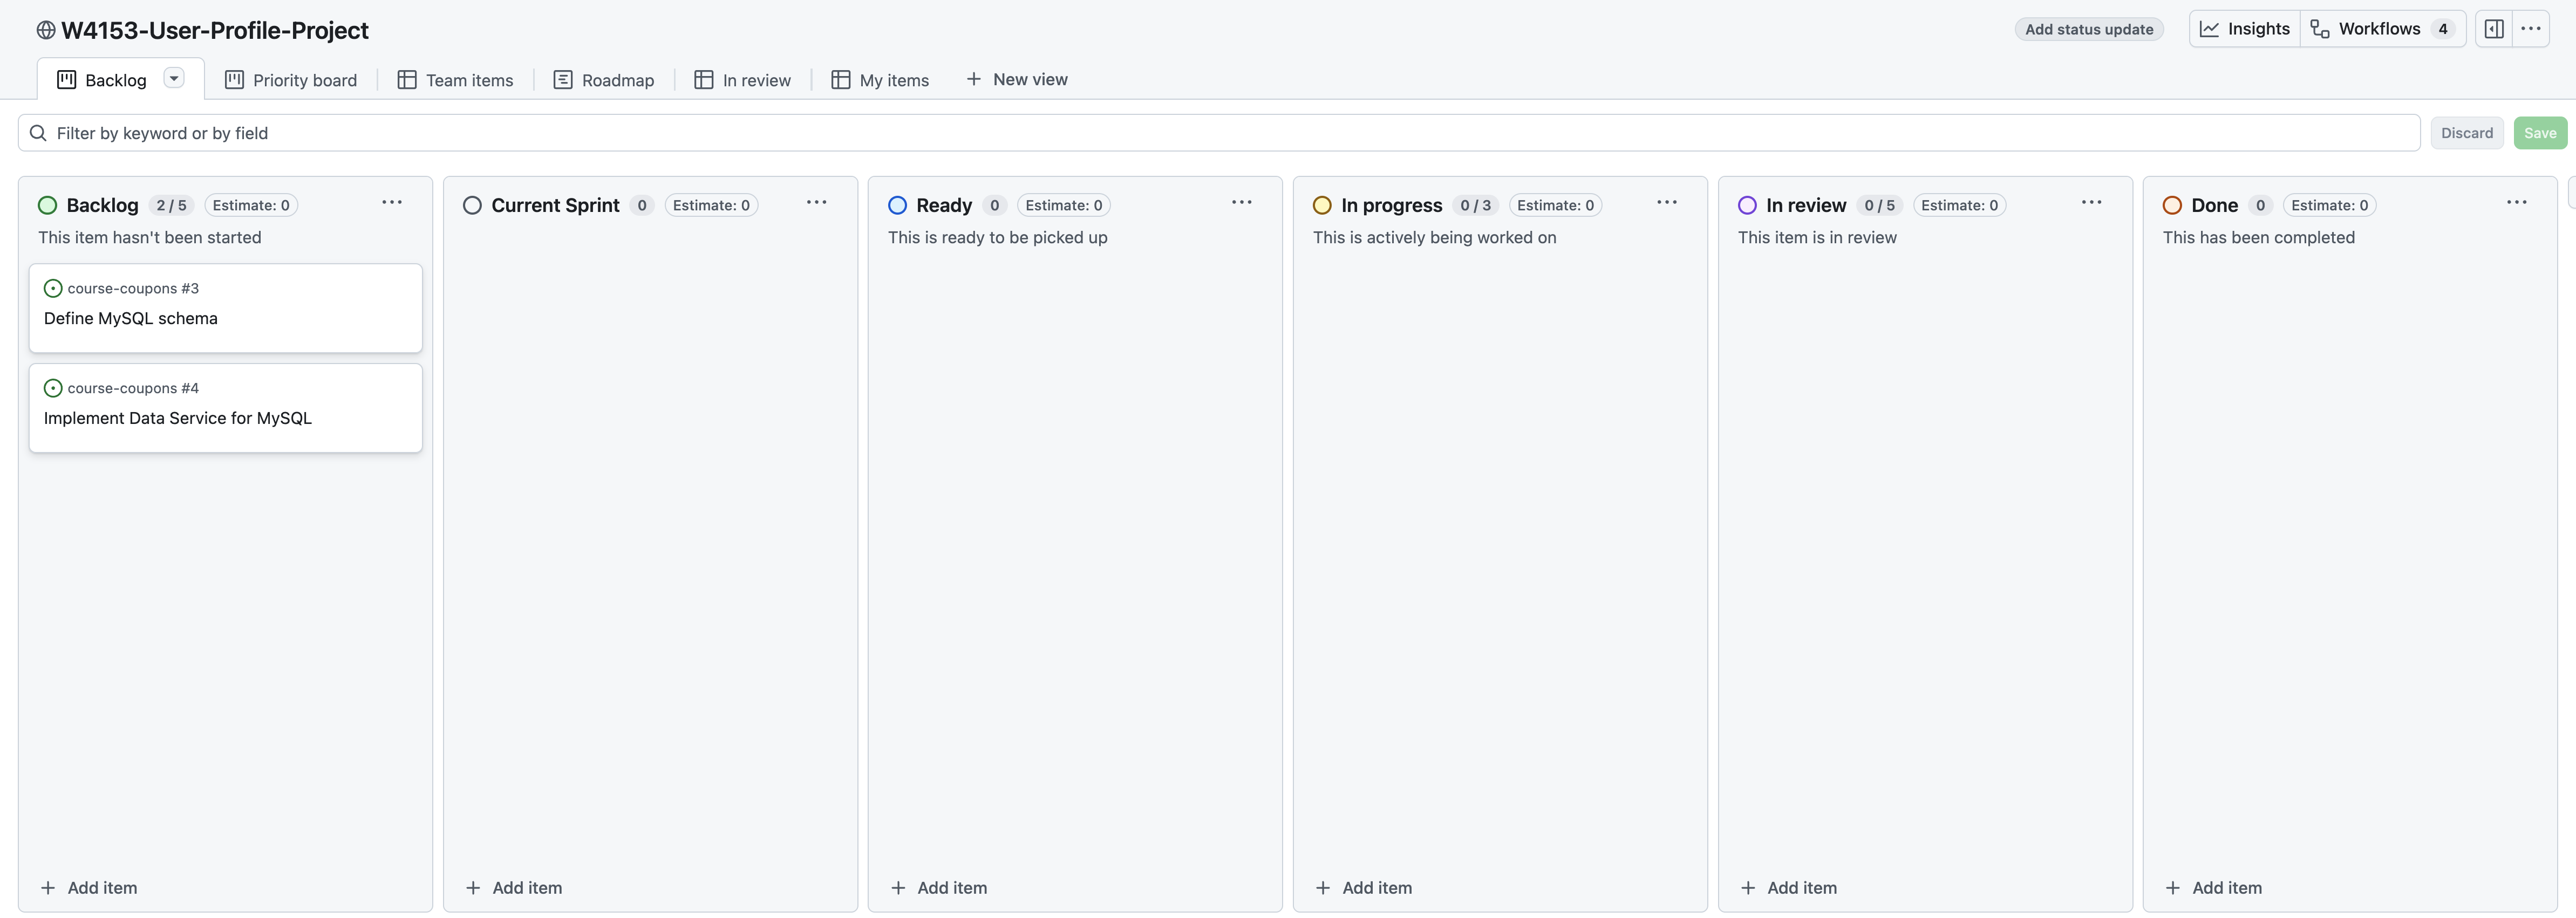 W4153-User-Profile-Project
Add status update
Insights
Workflows 4
Backlog
Priority board
Team items
Roadmap
In review
My items
New view
Filter by keyword or by field
Discard
Save
Backlog 2 / 5 Estimate: 0
This item hasn't been started
course-coupons #3
Define MySQL schema
course-coupons #4
Implement Data Service for MySQL
Add item
Current Sprint 0 Estimate: 0
Add item
Ready 0 Estimate: 0
This is ready to be picked up
Add item
In progress 0 / 3 Estimate: 0
This is actively being worked on
Add item
In review 0 / 5 Estimate: 0
This item is in review
Add item
Done 0 Estimate: 0
This has been completed
Add item